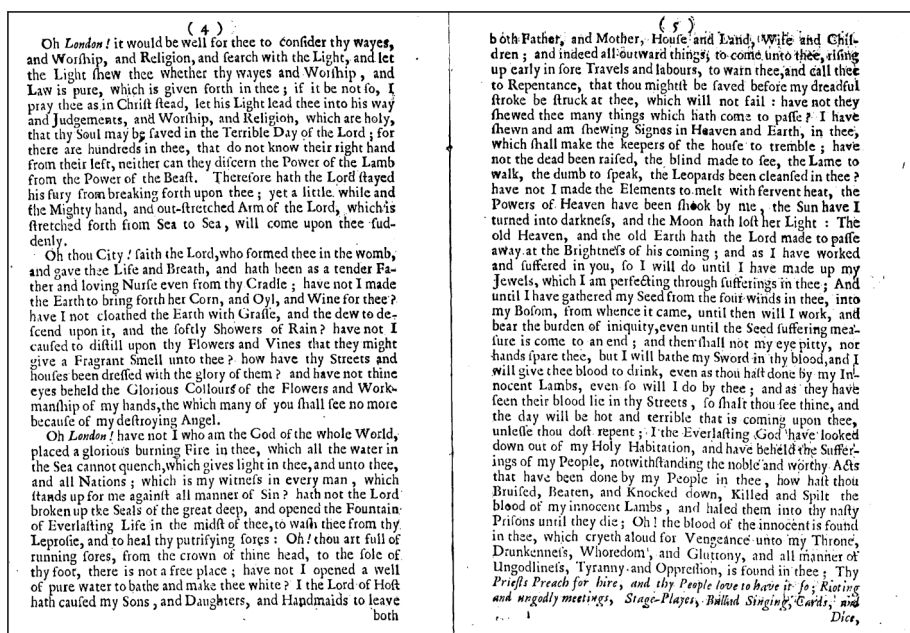 ( 4 )
Oh London! it would be well for thee to conſider thy wayes,
and Worſhip, and Religion, and ſearch with the Light, and let
the Light ſhew thee whether thy wayes and Worſhip, and
Law is pure, which is given forth in thee; if it be not ſo, I
pray thee as in Chriſt ſtead, let his Light lead thee into his way
and Judgements, and Worſhip, and Religion, which are holy,
that thy Soul may be ſaved in the Terrible Day of the Lord; for
there are hundreds in thee, that do not know their right hand
from their left, neither can they diſcern the Power of the Lamb
from the Power of the Beaſt. Therefore hath the Lord ſtayed
his fury from breaking forth upon thee; yet a little while and
the Mighty hand, and out-ſtretched Arm of the Lord, which is
ſtretched forth from Sea to Sea, will come upon thee ſud-
denly.
Oh thou City! ſaith the Lord, who formed thee in the womb,
and gave thee Life and Breath, and hath been as a tender Fa-
ther and loving Nurſe even from thy Cradle; have not I made
the Earth to bring forth her Corn, and Oyl, and Wine for thee?
have I not cloathed the Earth with Graſſe, and the dew to de-
ſcend upon it, and the ſoftly Showers of Rain? have not I
cauſed to diſtill upon thy Flowers and Vines that they might
give a Fragrant Smell unto thee? how have thy Streets and
houſes been dreſſed with the glory of them? and have not thine
eyes beheld the Glorious Collours of the Flowers and Work-
manſhip of my hands, the which many of you ſhall ſee no more
becauſe of my deſtroying Angel.
Oh London! have not I who am the God of the whole World,
placed a glorious burning Fire in thee, which all the water in
the Sea cannot quench, which gives light in thee, and unto thee,
and all Nations; which is my witneſs in every man, which
ſtands up for me againſt all manner of Sin? hath not the Lord
broken up the Seals of the great deep, and opened the Fountain
of Everlaſting Life in the midſt of thee, to waſh thee from thy
Leproſie, and to heal thy putrifying ſores: Oh! thou art full of
running ſores, from the crown of thine head, to the ſole of
thy foot, there is not a free place; have not I opened a well
of pure water to bathe and make thee white? I the Lord of Hoſt
hath cauſed my Sons, and Daughters, and Handmaids to leave
both
( 5 )
both Father, and Mother, Houſe and Land, Wife and Chil-
dren; and indeed all outward things, to come unto thee, riſing
up early in ſore Travels and labours, to warn thee, and call thee
to Repentance, that thou mightſt be ſaved before my dreadful
ſtroke be ſtruck at thee, which will not fail: have not they
ſhewed thee many things which hath come to paſſe? I have
ſhewn and am ſhewing Signes in Heaven and Earth, in thee,
which ſhall make the keepers of the houſe to tremble; have
not the dead been raiſed, the blind made to ſee, the Lame to
walk, the dumb to ſpeak, the Leopards been cleanſed in thee?
have not I made the Elements to melt with fervent heat, the
Powers of Heaven have been ſhook by me, the Sun have I
turned into darkneſs, and the Moon hath loſt her Light: The
old Heaven, and the old Earth hath the Lord made to paſſe
away at the Brightneſs of his coming; and as I have worked
and ſuffered in you, ſo I will do until I have made up my
Jewels, which I am perfecting through ſufferings in thee; And
until I have gathered my Seed from the four winds in thee, into
my Boſom, from whence it came, until then will I work, and
bear the burden of iniquity, even until the Seed ſuffering mea-
ſure is come to an end; and then ſhall not my eye pitty, nor
hands ſpare thee, but I will bathe my Sword in thy blood, and I
will give thee blood to drink, even as thou haſt done by my In-
nocent Lambs, even ſo will I do by thee; and as they have
ſeen their blood lie in thy Streets, ſo ſhalt thou ſee thine, and
the day will be hot and terrible that is coming upon thee,
unleſſe thou doſt repent; I the Everlaſting God have looked
down out of my Holy Habitation, and have beheld the Suffer-
ings of my People, notwithſtanding the noble and worthy Acts
that have been done by my People in thee, how haſt thou
Bruiſed, Beaten, and Knocked down, Killed and Spilt the
blood of my innocent Lambs, and haled them into thy naſty
Priſons until they die; Oh! the blood of the innocent is found
in thee, which cryeth aloud for Vengeance unto my Throne,
Drunkenneſs, Whoredom, and Gluttony, and all manner of
Ungodlineſs, Tyranny and Oppreſſion, is found in thee; Thy
Prieſts Preach for hire, and thy People love to have it ſo; Rioting
and ungodly meetings, Stage-Playes, Ballad Singing, Cards, and
Dice,